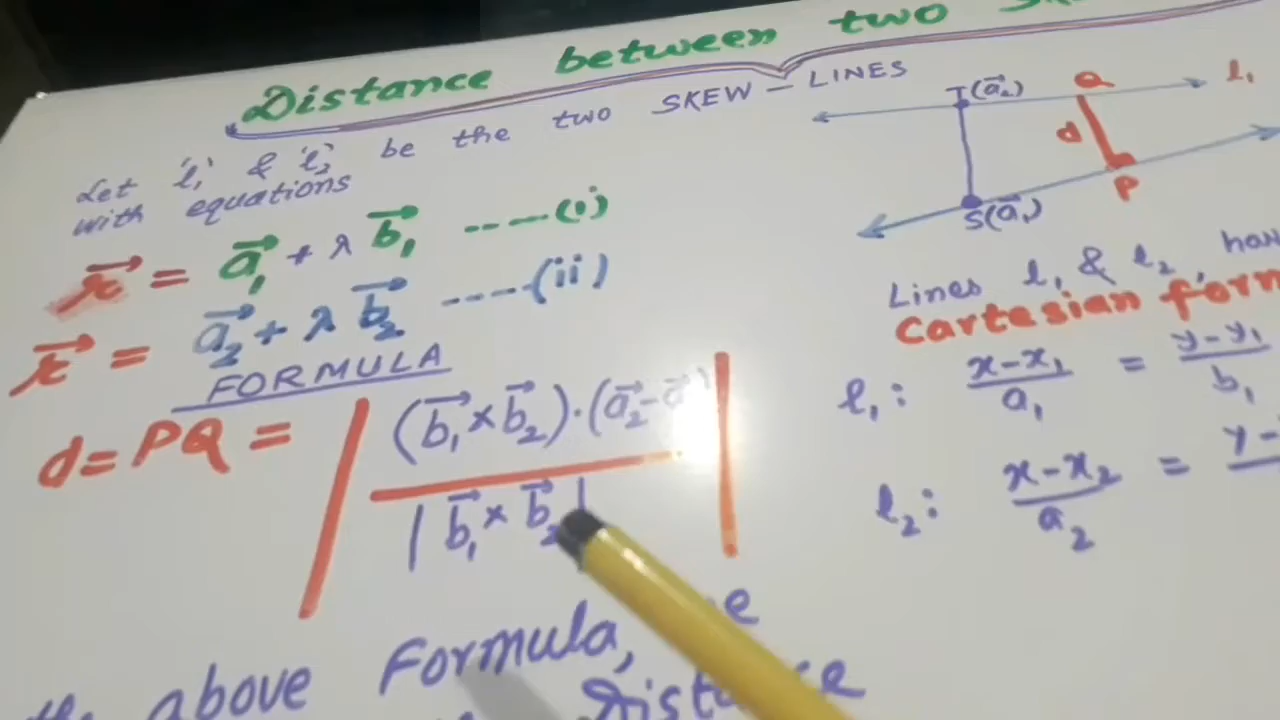 Distance between two
Let 'l₁' & 'l₂' be the two SKEW-LINES
with equations
r⃗ = a⃗₁ + λ b⃗₁ -----(i)
r⃗ = a⃗₂ + λ b⃗₂ -----(ii)
FORMULA
d = PQ = | (b⃗₁ × b⃗₂)·(a⃗₂ - a⃗ ) / |b⃗₁ × b⃗₂| |
above Formula,
Distance
T(a⃗₂) Q l₁
d
S(a⃗₁) P
Lines l₁ & l₂
Cartesian form
l₁: x-x₁/a₁ = y-y₁/b₁
l₂: x-x₂/a₂ = y-